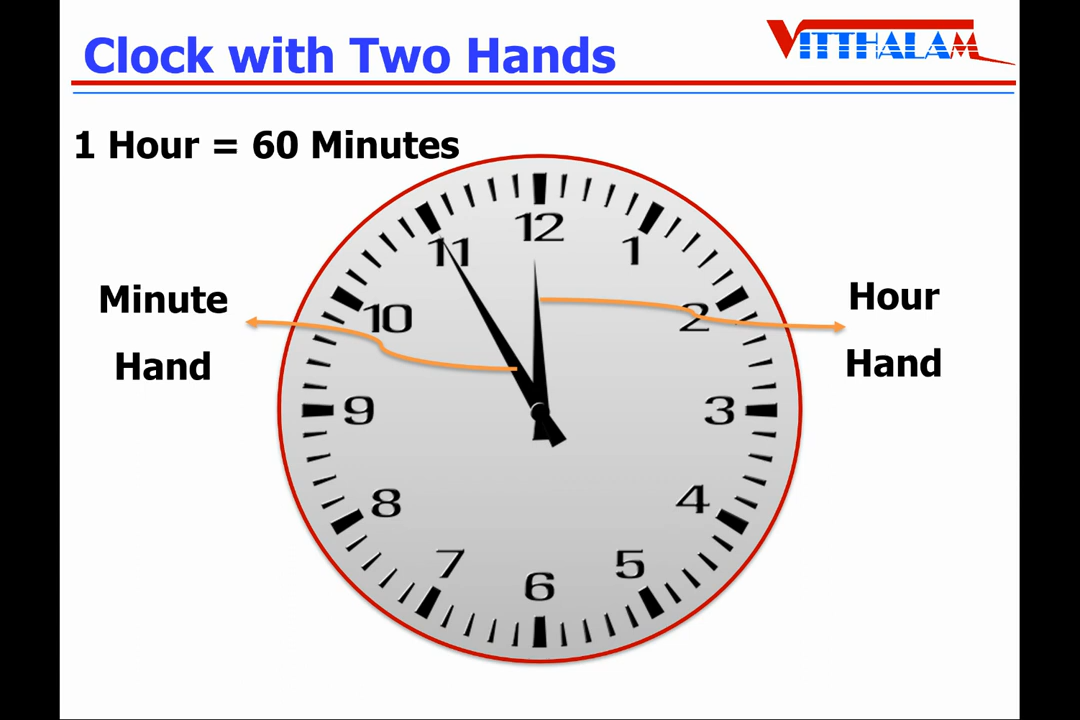 Clock with Two Hands
VITTHALAM
1 Hour = 60 Minutes
12
11
1
Minute
Hand
10
2
Hour
Hand
9
3
8
4
7
5
6